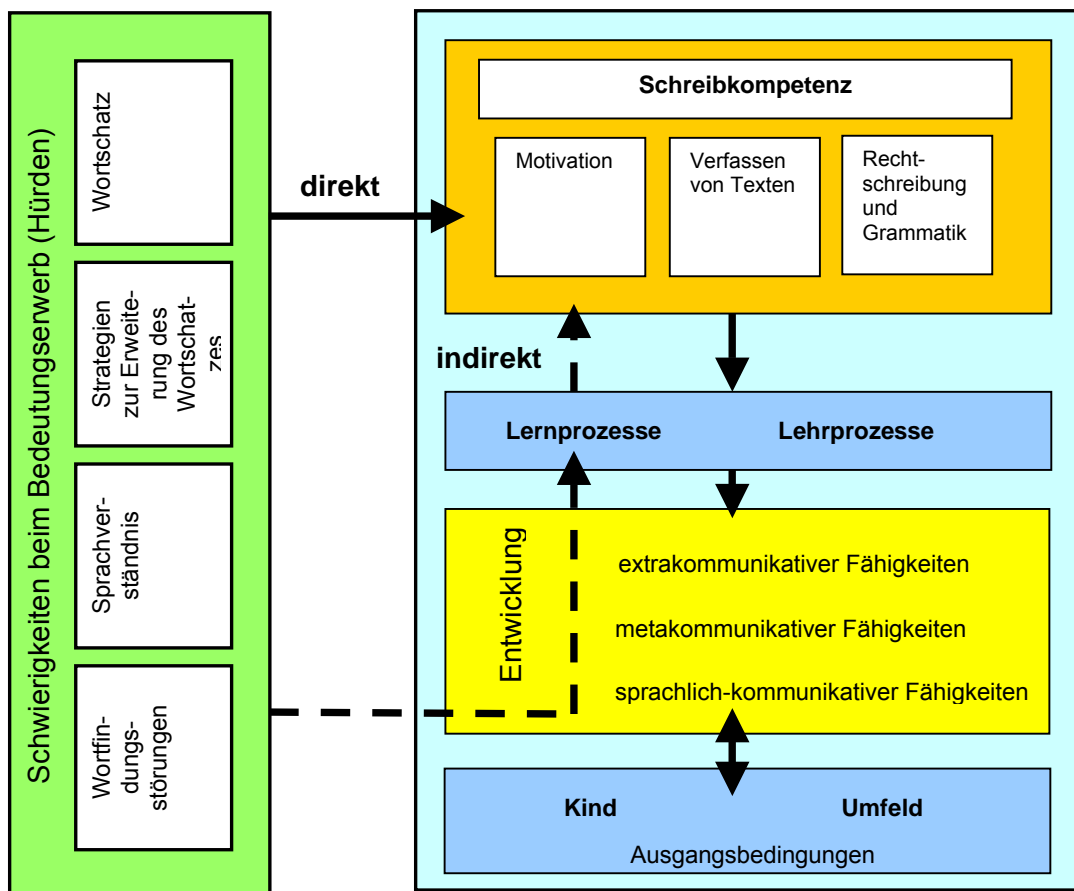 Schwierigkeiten beim Bedeutungserwerb (Hürden)
Wortschatz
Strategien
zur Erweite-
rung des
Wortschat-
zes
Sprachver-
ständnis
Wortfin-
dungs-
störungen
direkt
indirekt
Schreibkompetenz
Motivation
Verfassen
von Texten
Recht-
schreibung
und
Grammatik
Lernprozesse
Lehrprozesse
Entwicklung
extrakommunikativer Fähigkeiten
metakommunikativer Fähigkeiten
sprachlich-kommunikativer Fähigkeiten
Kind
Umfeld
Ausgangsbedingungen